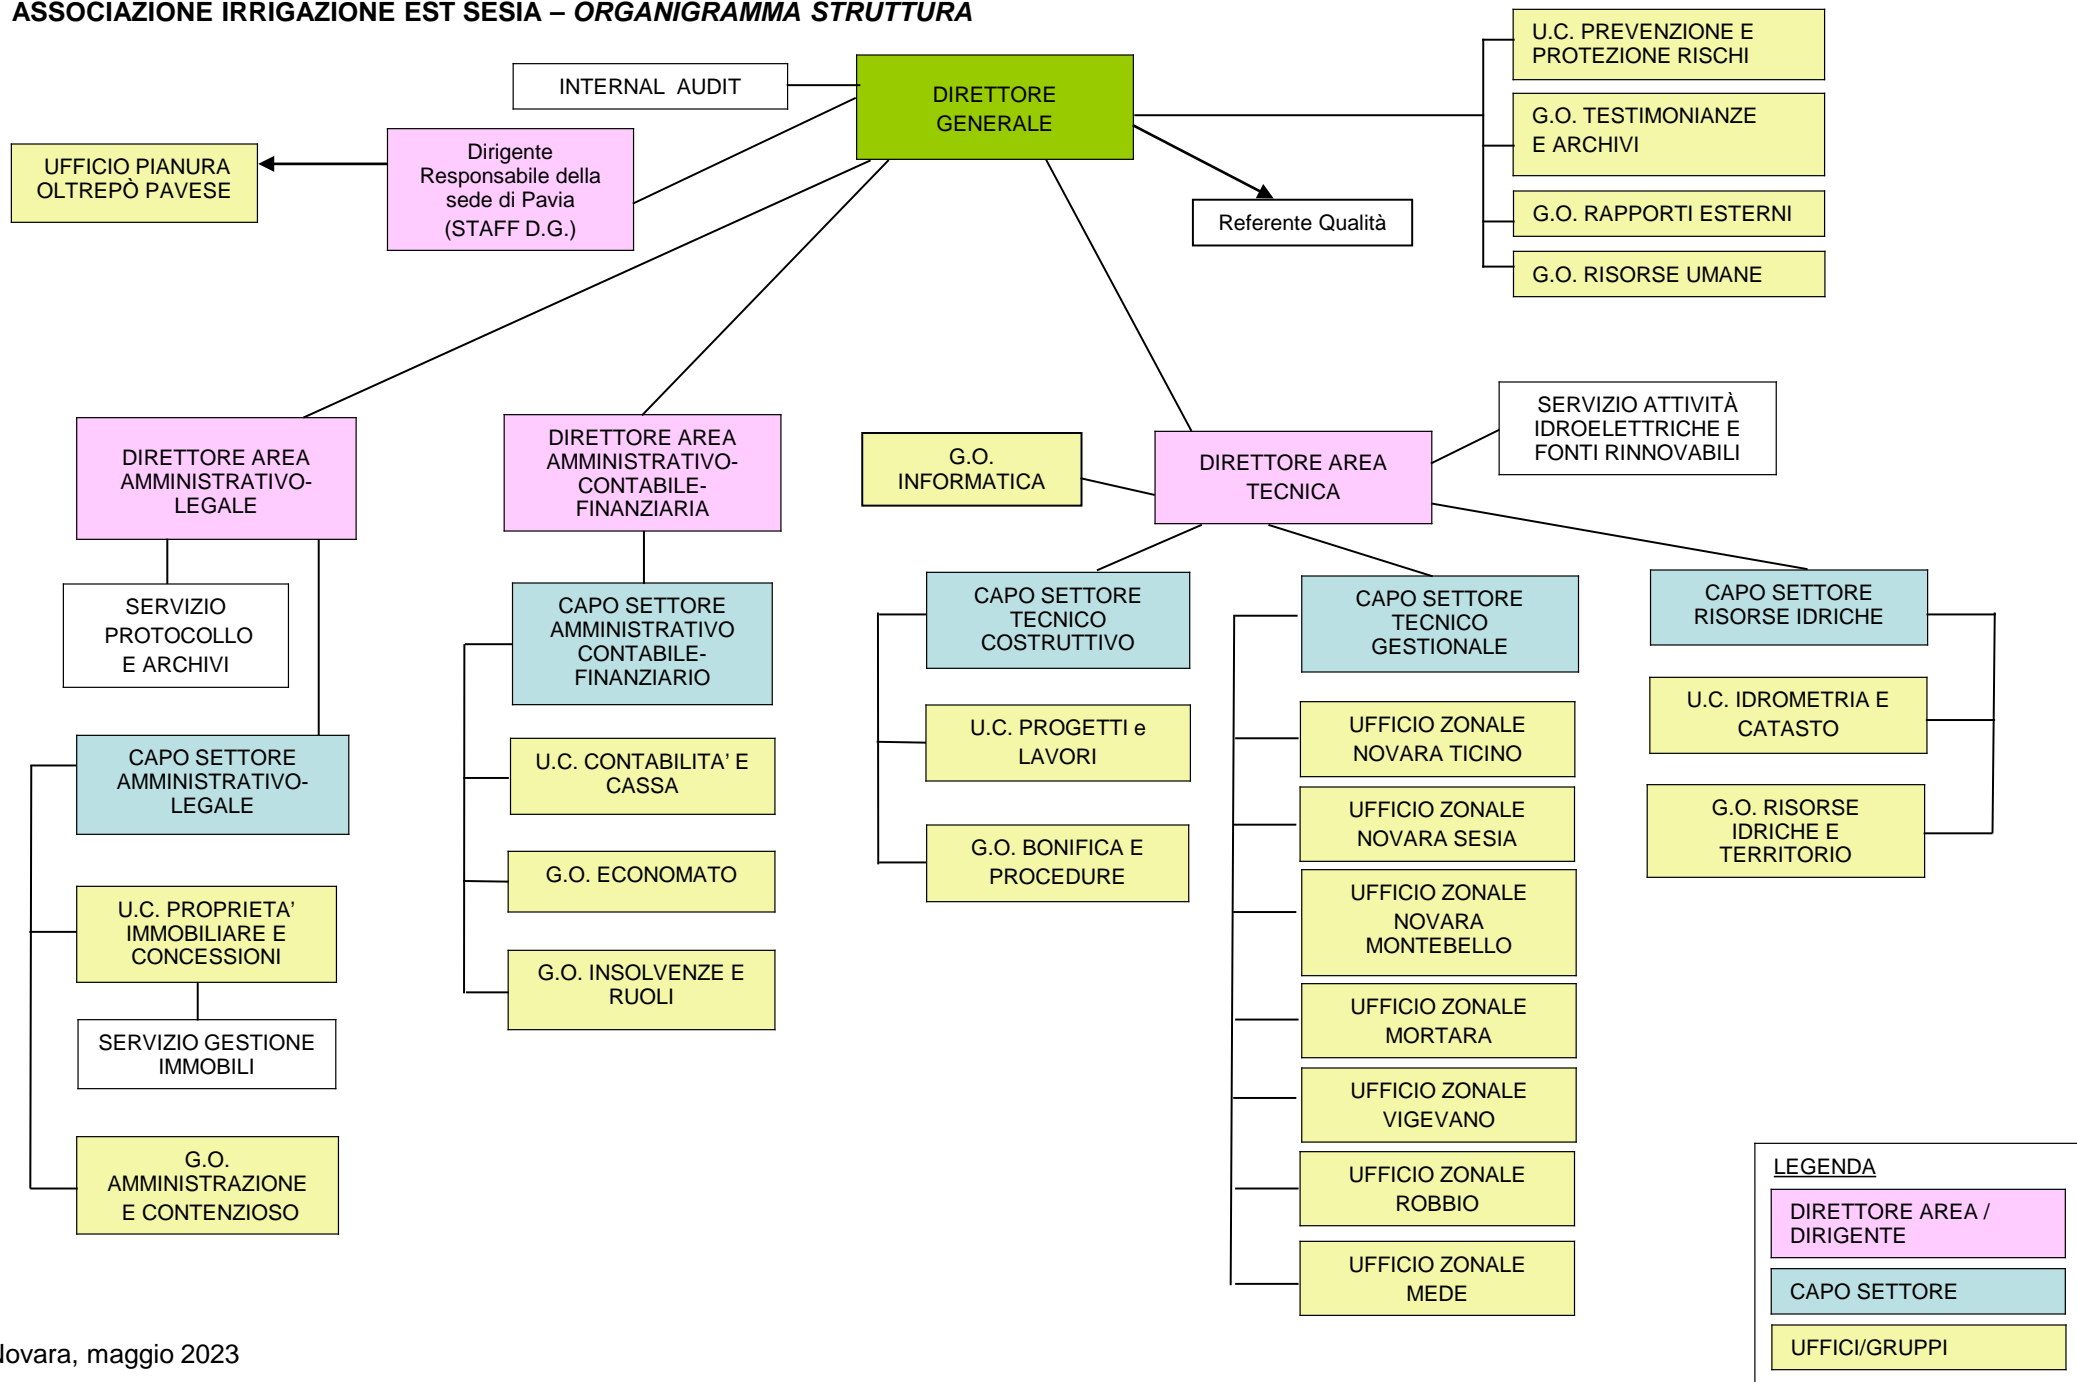 ASSOCIAZIONE IRRIGAZIONE EST SESIA – ORGANIGRAMMA STRUTTURA
INTERNAL AUDIT
DIRETTORE
GENERALE
U.C. PREVENZIONE E
PROTEZIONE RISCHI
G.O. TESTIMONIANZE
E ARCHIVI
G.O. RAPPORTI ESTERNI
G.O. RISORSE UMANE
UFFICIO PIANURA
OLTREPÒ PAVESE
Dirigente
Responsabile della
sede di Pavia
(STAFF D.G.)
Referente Qualità
DIRETTORE AREA
AMMINISTRATIVO-
LEGALE
DIRETTORE AREA
AMMINISTRATIVO-
CONTABILE-
FINANZIARIA
G.O.
INFORMATICA
DIRETTORE AREA
TECNICA
SERVIZIO ATTIVITÀ
IDROELETTRICHE E
FONTI RINNOVABILI
SERVIZIO
PROTOCOLLO
E ARCHIVI
CAPO SETTORE
AMMINISTRATIVO-
LEGALE
U.C. PROPRIETA’
IMMOBILIARE E
CONCESSIONI
SERVIZIO GESTIONE
IMMOBILI
G.O.
AMMINISTRAZIONE
E CONTENZIOSO
CAPO SETTORE
AMMINISTRATIVO
CONTABILE-
FINANZIARIO
U.C. CONTABILITA’ E
CASSA
G.O. ECONOMATO
G.O. INSOLVENZE E
RUOLI
CAPO SETTORE
TECNICO
COSTRUTTIVO
U.C. PROGETTI e
LAVORI
G.O. BONIFICA E
PROCEDURE
CAPO SETTORE
TECNICO
GESTIONALE
UFFICIO ZONALE
NOVARA TICINO
UFFICIO ZONALE
NOVARA SESIA
UFFICIO ZONALE
NOVARA
MONTEBELLO
UFFICIO ZONALE
MORTARA
UFFICIO ZONALE
VIGEVANO
UFFICIO ZONALE
ROBBIO
UFFICIO ZONALE
MEDE
CAPO SETTORE
RISORSE IDRICHE
U.C. IDROMETRIA E
CATASTO
G.O. RISORSE
IDRICHE E
TERRITORIO
LEGENDA
DIRETTORE AREA /
DIRIGENTE
CAPO SETTORE
UFFICI/GRUPPI
Novara, maggio 2023